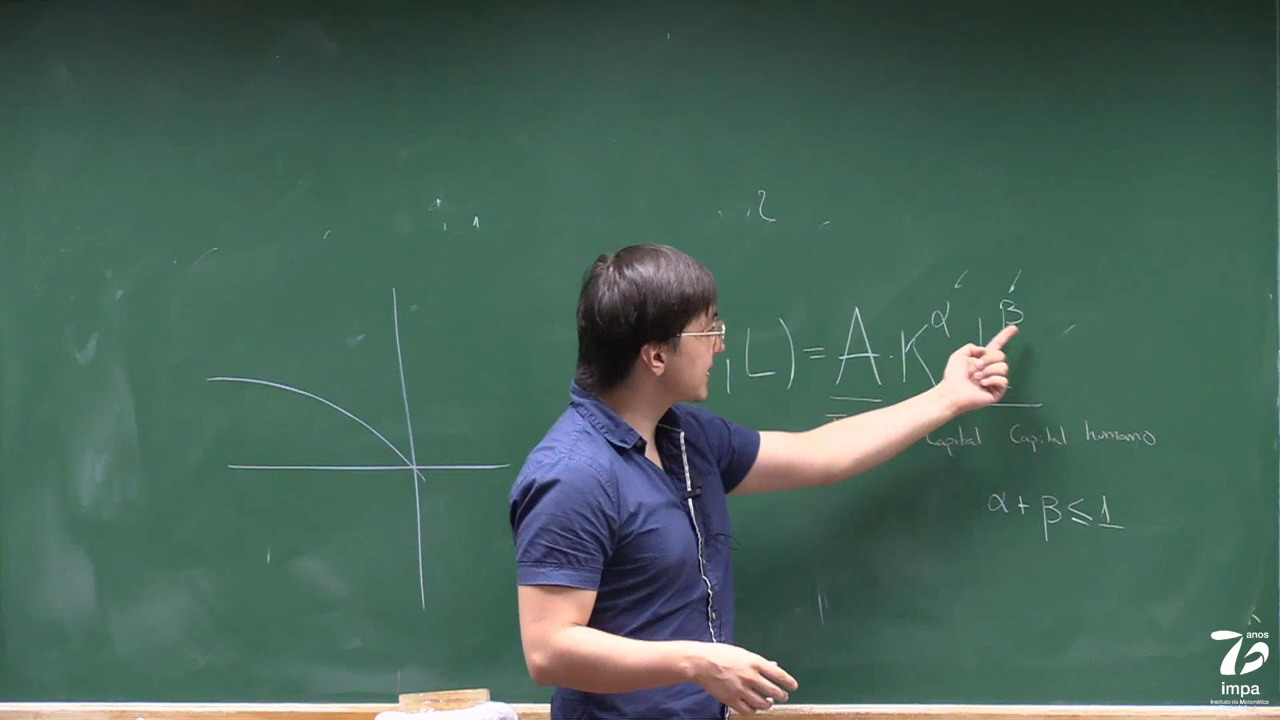 , L) = A · K^α L^β
Capital Capital humano
α + β ≤ 1
75 anos
impa
Instituto de Matemática